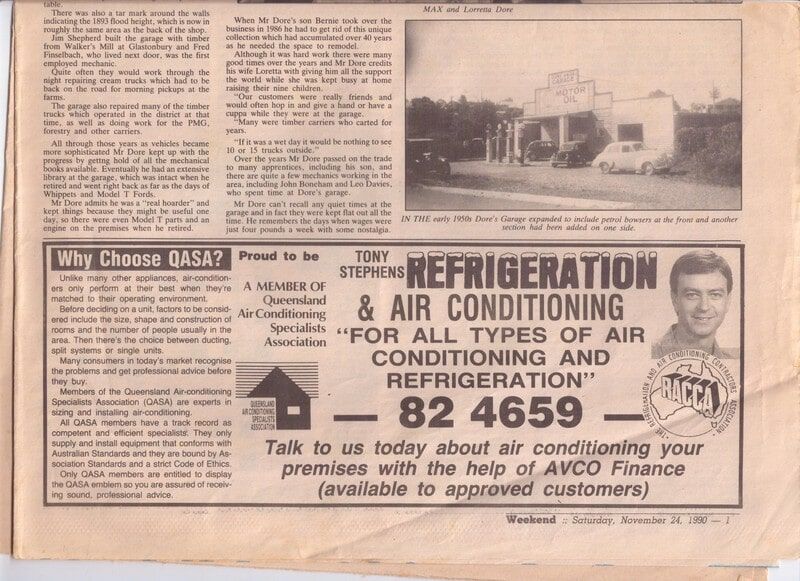 table.
There was also a tar mark around the walls
indicating the 1893 flood height, which is now in
roughly the same area as the back of the shop.
Jim Shepherd built the garage with timber
from Walker's Mill at Glastonbury and Fred
Finselbach, who lived next door, was the first
employed mechanic.
Quite often they would work through the
night repairing cream trucks which had to be
back on the road for morning pickups at the
farms.
The garage also repaired many of the timber
trucks which operated in the district at that
time, as well as doing work for the PMG,
forestry and other carriers.
All through those years as vehicles became
more sophisticated Mr Dore kept up with the
progress by getting hold of all the mechanical
books available. Eventually he had an extensive
library at the garage, which was intact when he
retired and went right back as far as the days of
Whippets and Model T Fords.
Mr Dore admits he was a "real hoarder" and
kept things because they might be useful one
day, so there were even Model T parts and an
engine on the premises when he retired.
When Mr Dore's son Bernie took over the
business in 1986 he had to get rid of this unique
collection which had accumulated over 40 years
as he needed the space to remodel.
Although it was hard work there were many
good times over the years and Mr Dore credits
his wife Loretta with giving him all the support
the world while she was kept busy at home
raising their nine children.
"Our customers were really friends and
would often hop in and give a hand or have a
cuppa while they were at the garage.
"Many were timber carriers who carted for
years.
"If it was a wet day it would be nothing to see
10 or 15 trucks outside."
Over the years Mr Dore passed on the trade
to many apprentices, including his son, and
there are quite a few mechanics working in the
area, including John Boneham and Leo Davies,
who spent time at Dore's garage.
Mr Dore can't recall any quiet times at the
garage and in fact they were kept flat out all the
time. He remembers the days when wages were
just four pounds a week with some nostalgia.
MAX and Lorretta Dore
MOTOR
OIL
IN THE early 1950s Dore's Garage expanded to include petrol bowsers at the front and another
section had been added on one side.
Why Choose QASA?
Unlike many other appliances, air-condition-
ers only perform at their best when they're
matched to their operating environment.
Before deciding on a unit, factors to be con-
sidered include the size, shape and construction of
rooms and the number of people usually in the
area. Then there's the choice between ducting,
split systems or single units.
Many consumers in today's market recognise
the problems and get professional advice before
they buy.
Members of the Queensland Air-conditioning
Specialists Association (QASA) are experts in
sizing and installing air-conditioning.
All QASA members have a track record as
competent and efficient specialists. They only
supply and install equipment that conforms with
Australian Standards and they are bound by As-
sociation Standards and a strict Code of Ethics.
Only QASA members are entitled to display
the QASA emblem so you are assured of receiv-
ing sound, professional advice.
Proud to be
A MEMBER OF
Queensland
Air Conditioning
Specialists
Association
QUEENSLAND
AIR CONDITIONING
SPECIALISTS
ASSOCIATION
TONY
STEPHENS REFRIGERATION
& AIR CONDITIONING
"FOR ALL TYPES OF AIR
CONDITIONING AND
REFRIGERATION"
— 82 4659 —
THE REFRIGERATION AND AIR CONDITIONING CONTRACTORS ASSOCIATION
RACCA
Talk to us today about air conditioning your
premises with the help of AVCO Finance
(available to approved customers)
Weekend :: Saturday, November 24, 1990 — 1